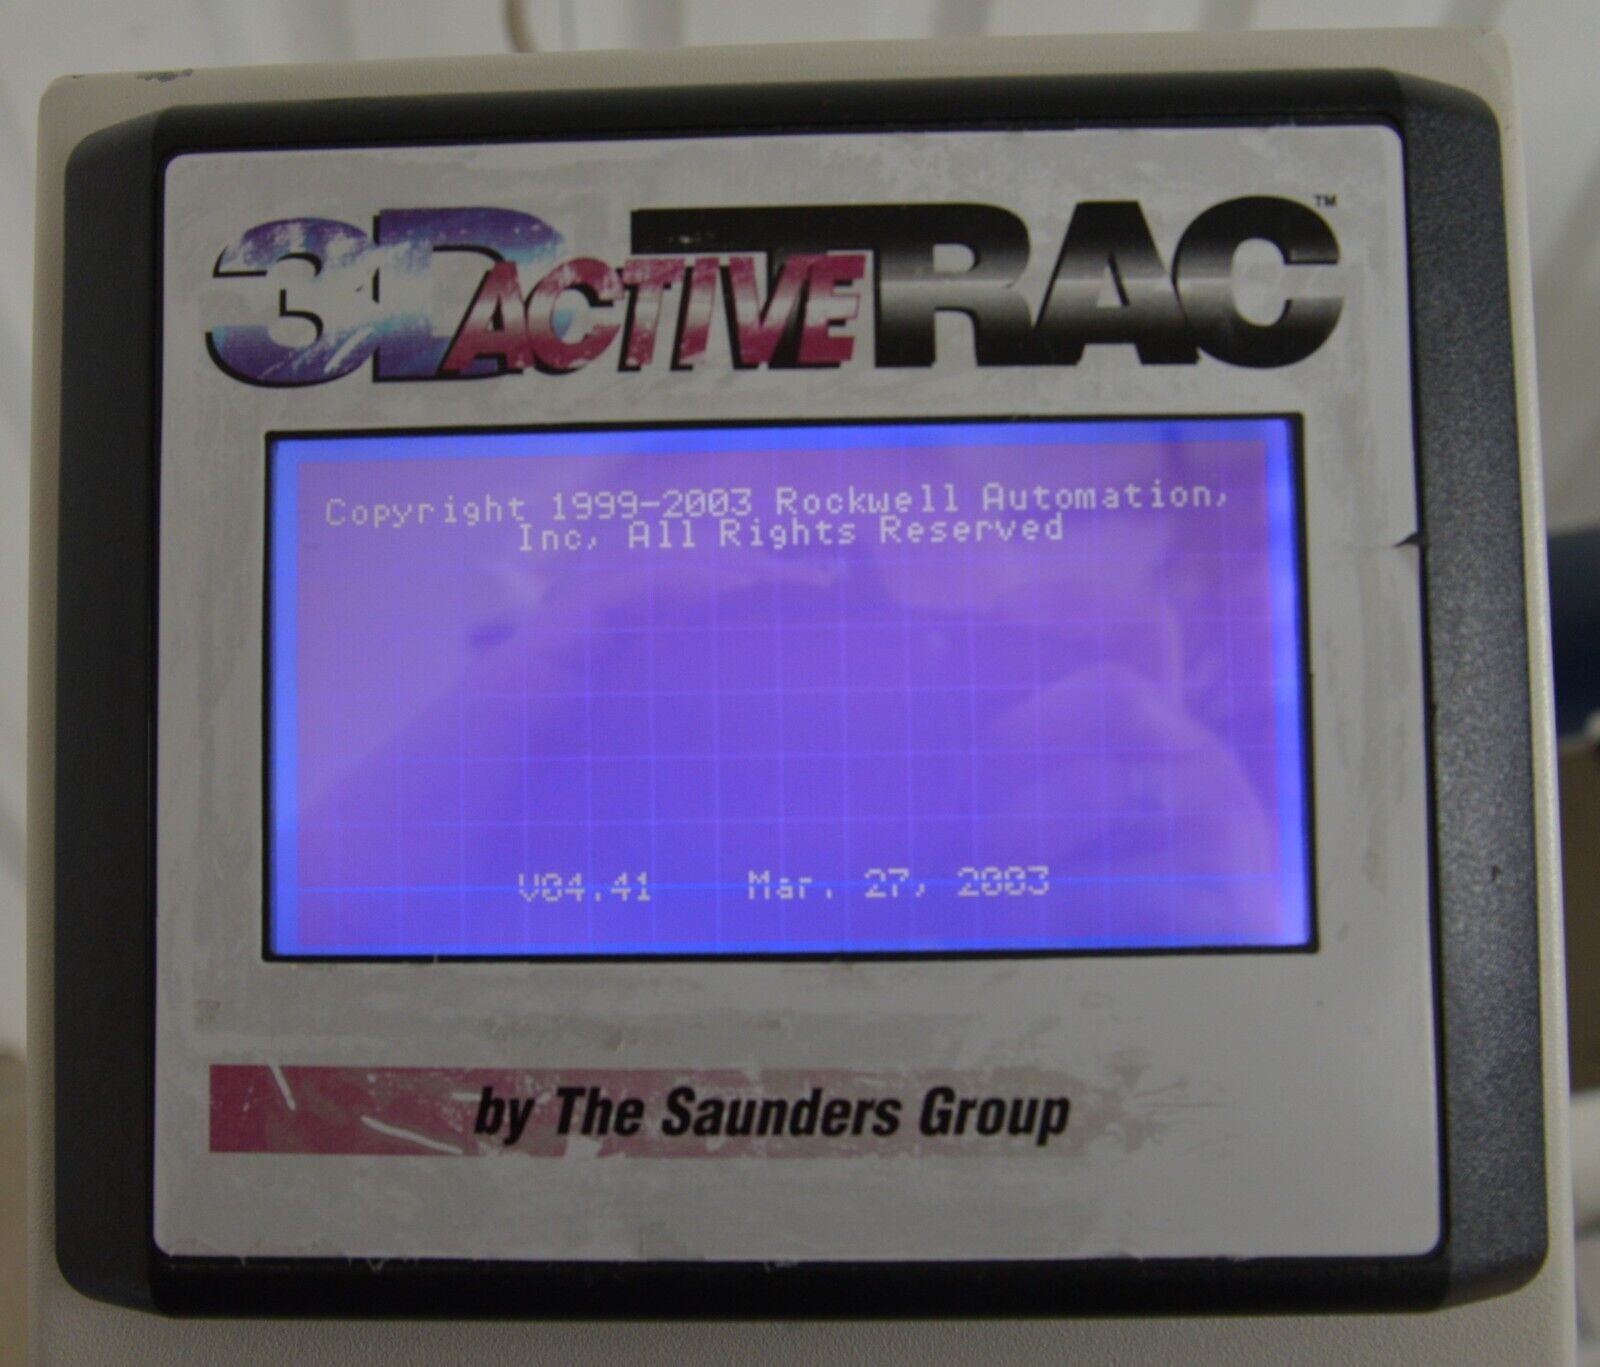 3D ACTIVE TRAC™
Copyright 1999-2003 Rockwell Automation,
Inc, All Rights Reserved
V04.41 Mar. 27, 2003
by The Saunders Group